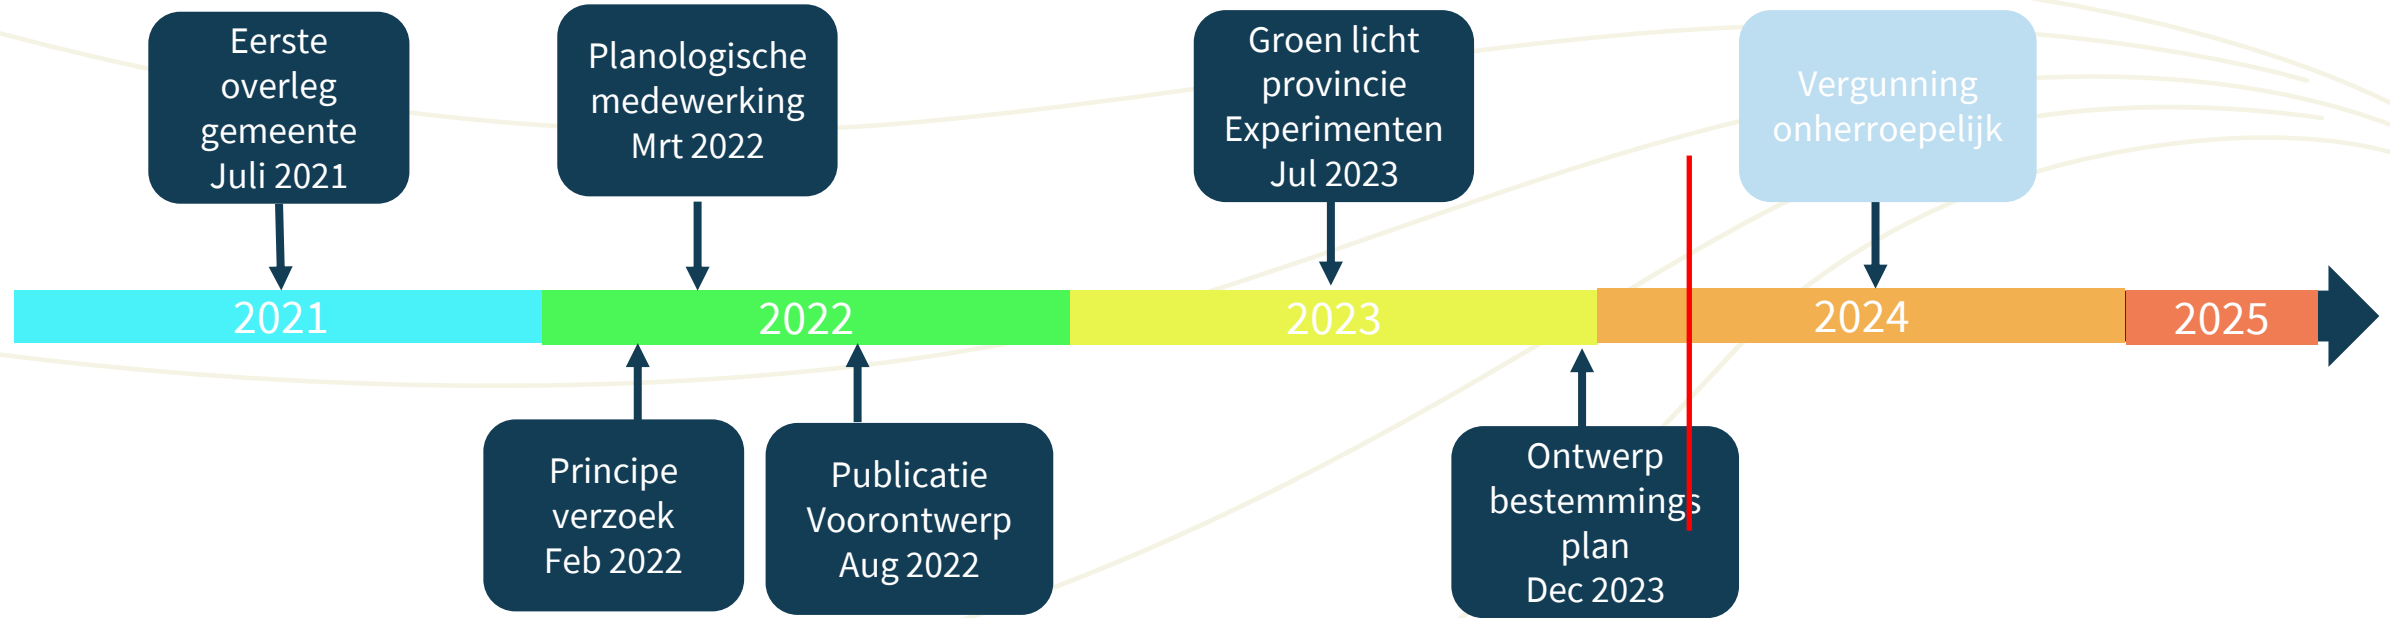 Eerste
overleg
gemeente
Juli 2021
Planologische
medewerking
Mrt 2022
Groen licht
provincie
Experimenten
Jul 2023
Vergunning
onherroepelijk
2021
2022
2023
2024
2025
Principe
verzoek
Feb 2022
Publicatie
Voorontwerp
Aug 2022
Ontwerp
bestemmings
plan
Dec 2023